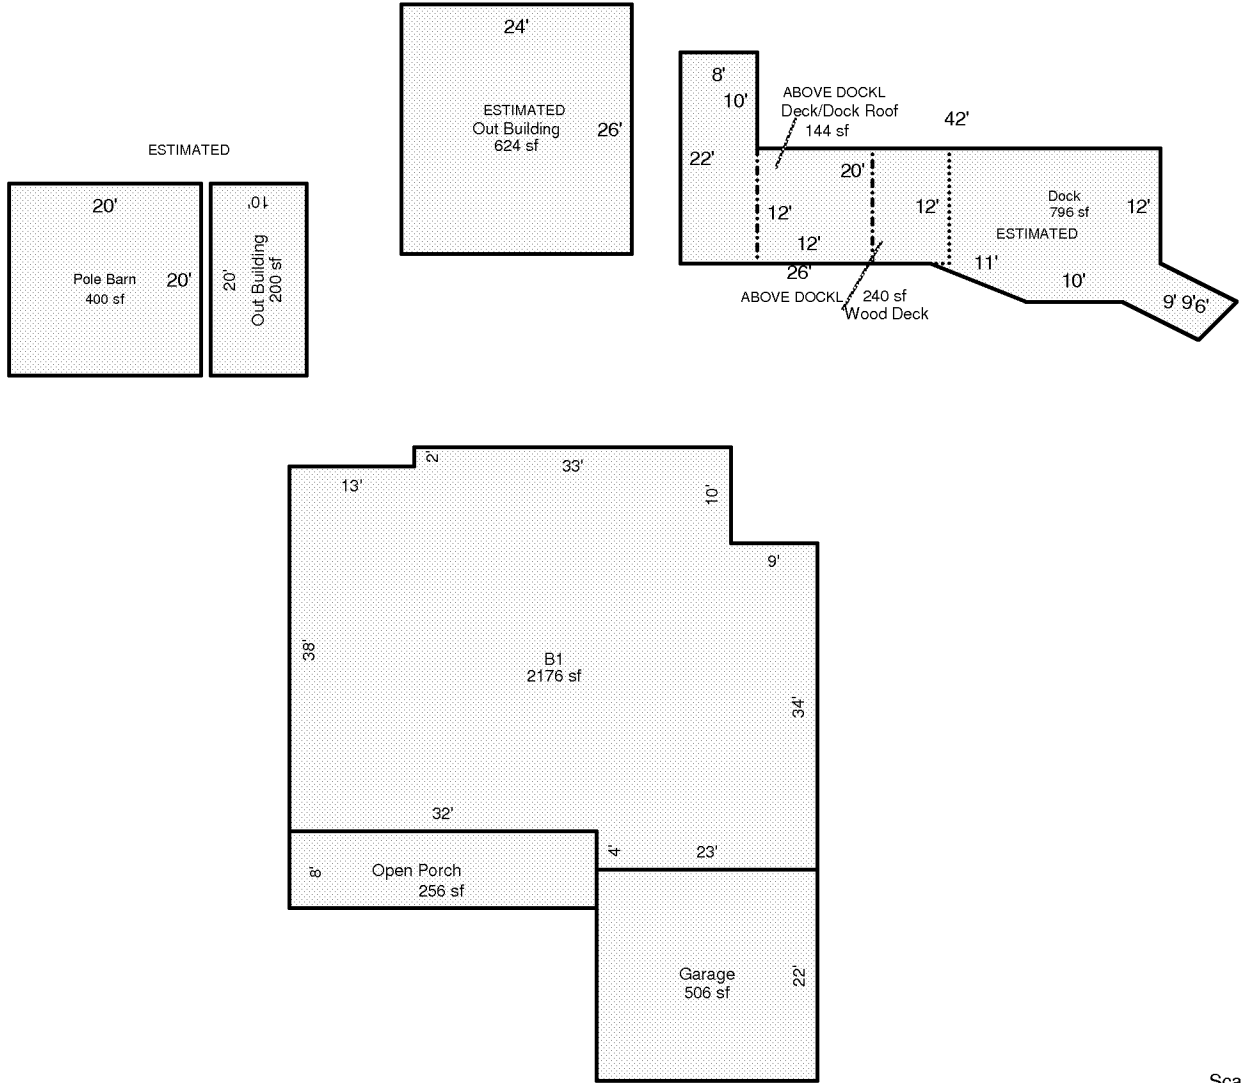 24'
ESTIMATED
Out Building
624 sf
26'
ESTIMATED
20'
Pole Barn
400 sf
20'
10'
20'
Out Building
200 sf
8'
10'
22'
ABOVE DOCKL
Deck/Dock Roof
144 sf
42'
20'
12'
12'
12'
Dock
796 sf
ESTIMATED
12'
26'
11'
10'
9' 9'6'
ABOVE DOCKL
240 sf
Wood Deck
2'
33'
13'
10'
9'
38'
B1
2176 sf
34'
32'
4'
23'
8'
Open Porch
256 sf
Garage
506 sf
22'
Sca